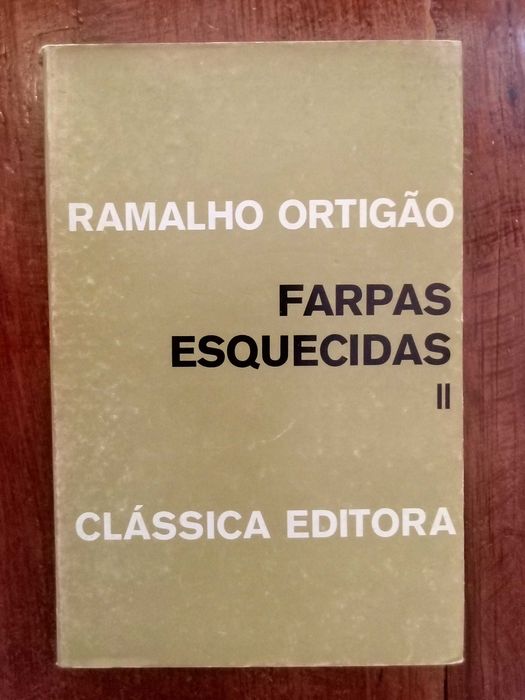 RAMALHO ORTIGÃO
FARPAS
ESQUECIDAS
II
CLÁSSICA EDITORA